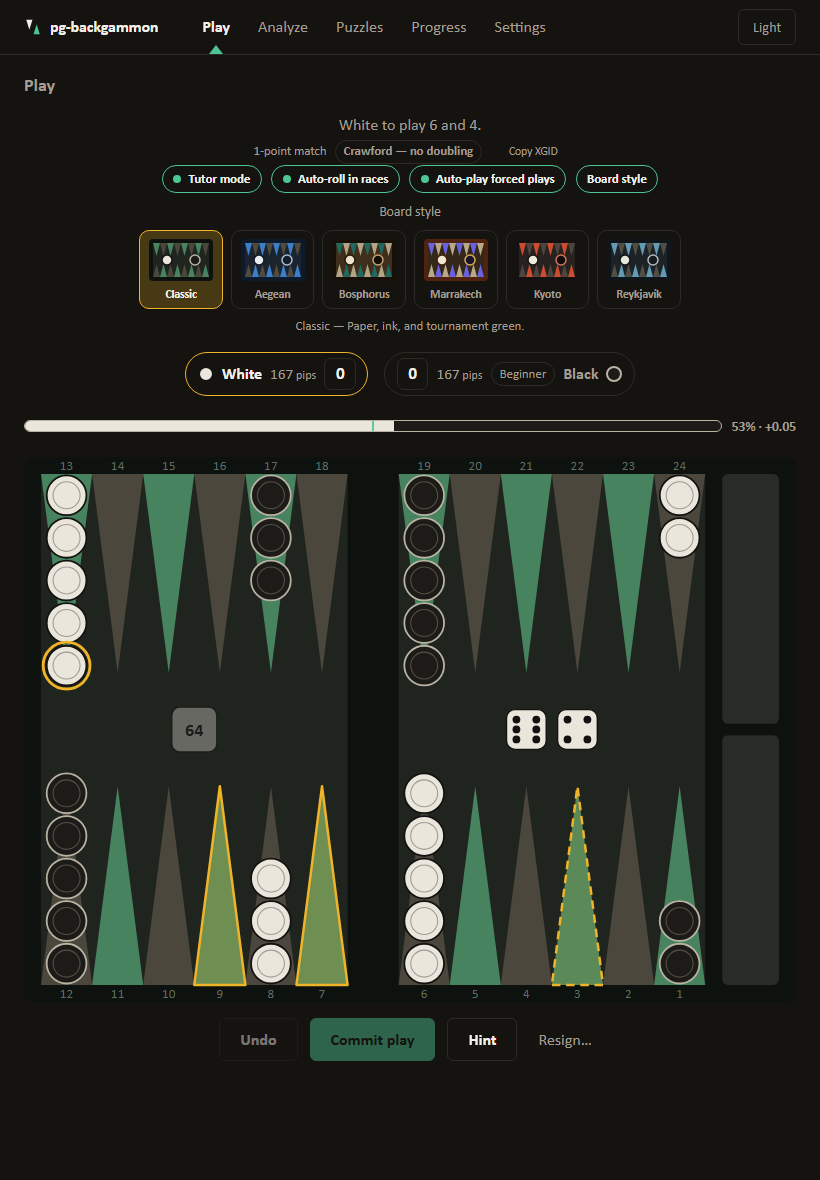 pg-backgammon Play Analyze Puzzles Progress Settings Light
Play
White to play 6 and 4.
1-point match Crawford — no doubling Copy XGID
Tutor mode Auto-roll in races Auto-play forced plays Board style
Board style
Classic Aegean Bosphorus Marrakech Kyoto Reykjavík
Classic — Paper, ink, and tournament green.
White 167 pips 0 0 167 pips Beginner Black
53% · +0.05
13 14 15 16 17 18 19 20 21 22 23 24
64
12 11 10 9 8 7 6 5 4 3 2 1
Undo Commit play Hint Resign...